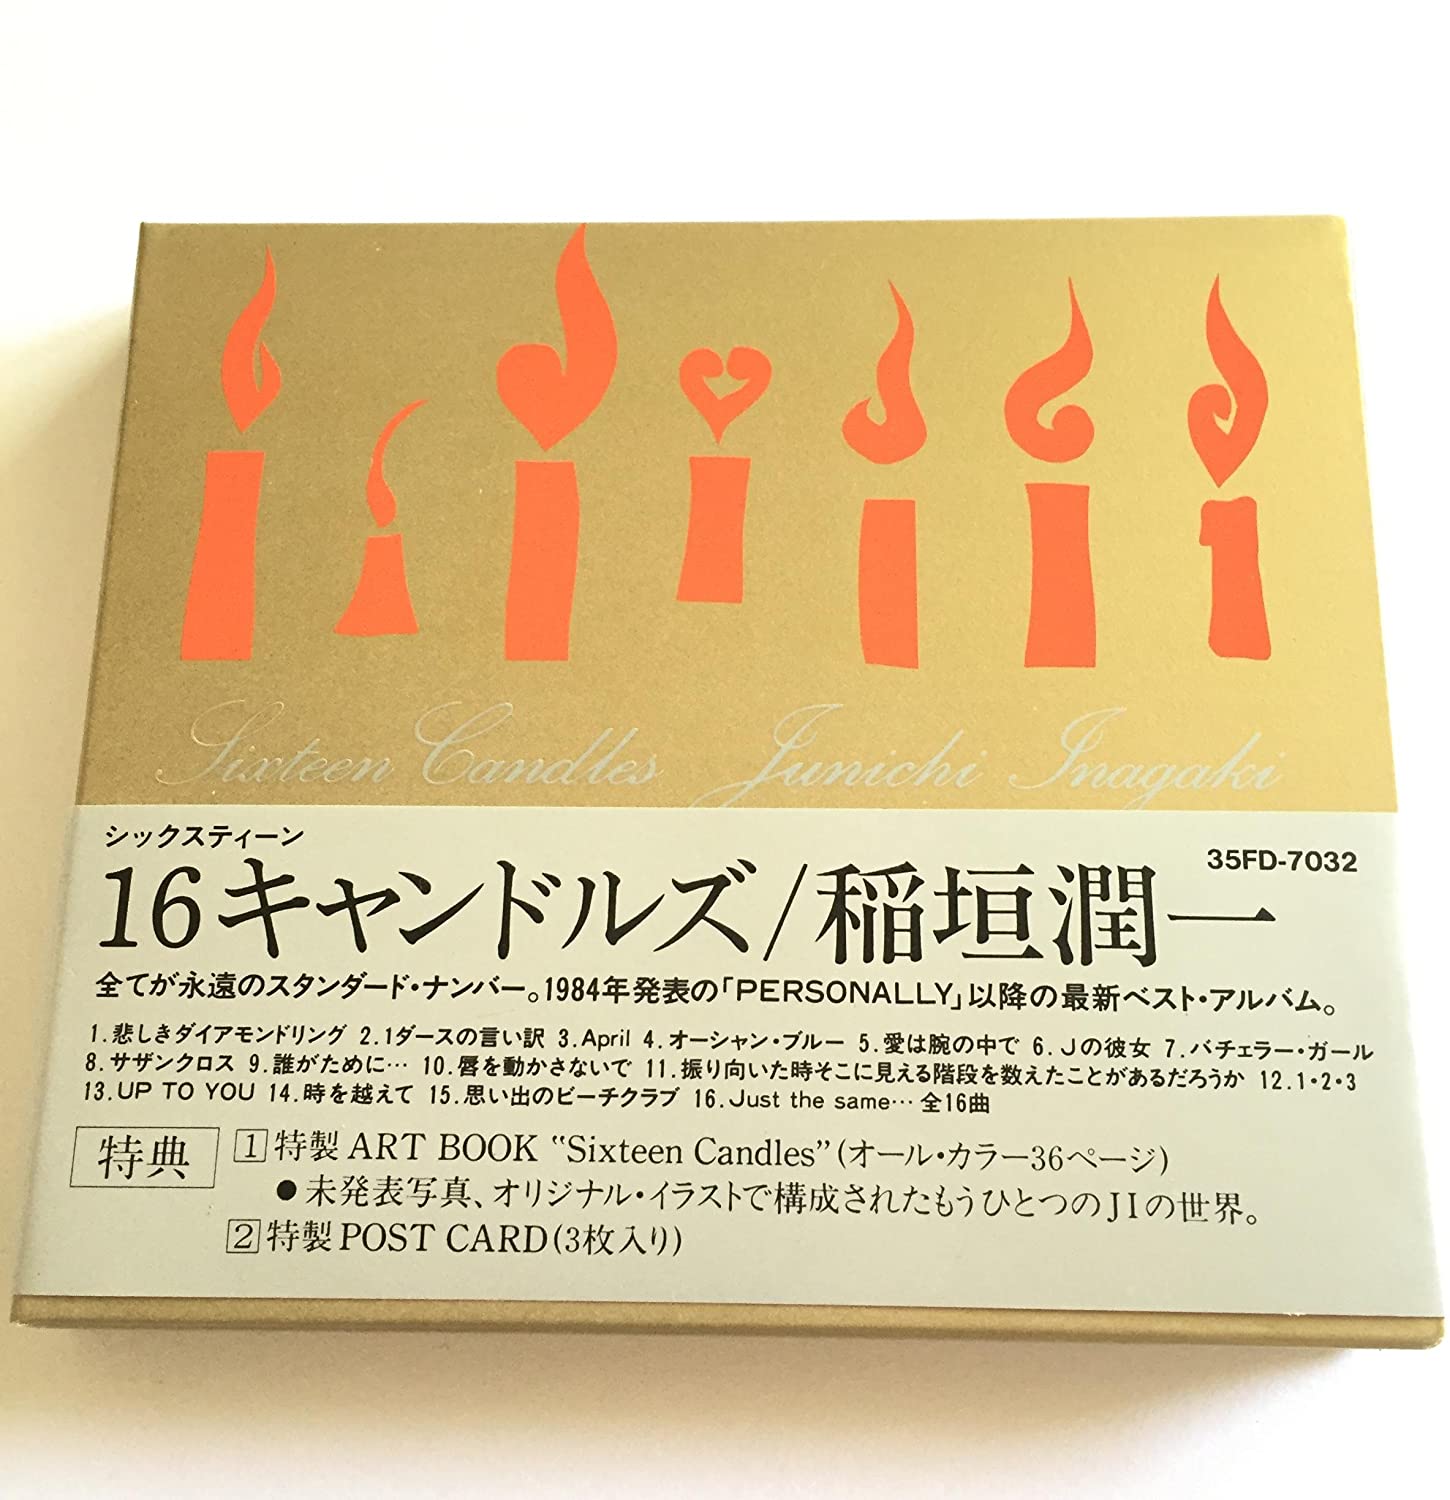 Sixteen Candles Junichi Inagaki
シックスティーン
35FD-7032
16キャンドルズ/稲垣潤一
全てが永遠のスタンダード・ナンバー。1984年発表の「PERSONALLY」以降の最新ベスト・アルバム。
1.悲しきダイアモンドリング 2.1ダースの言い訳 3.April 4.オーシャン・ブルー 5.愛は腕の中で 6.Jの彼女 7.バチェラー・ガール
8.サザンクロス 9.誰がために… 10.唇を動かさないで 11.振り向いた時そこに見える階段を数えたことがあるだろうか 12.1・2・3
13.UP TO YOU 14.時を越えて 15.思い出のビーチクラブ 16.Just the same… 全16曲
特典 1 特製 ART BOOK “Sixteen Candles”(オール・カラー36ページ)
●未発表写真、オリジナル・イラストで構成されたもうひとつのJIの世界。
2 特製 POST CARD(3枚入り)